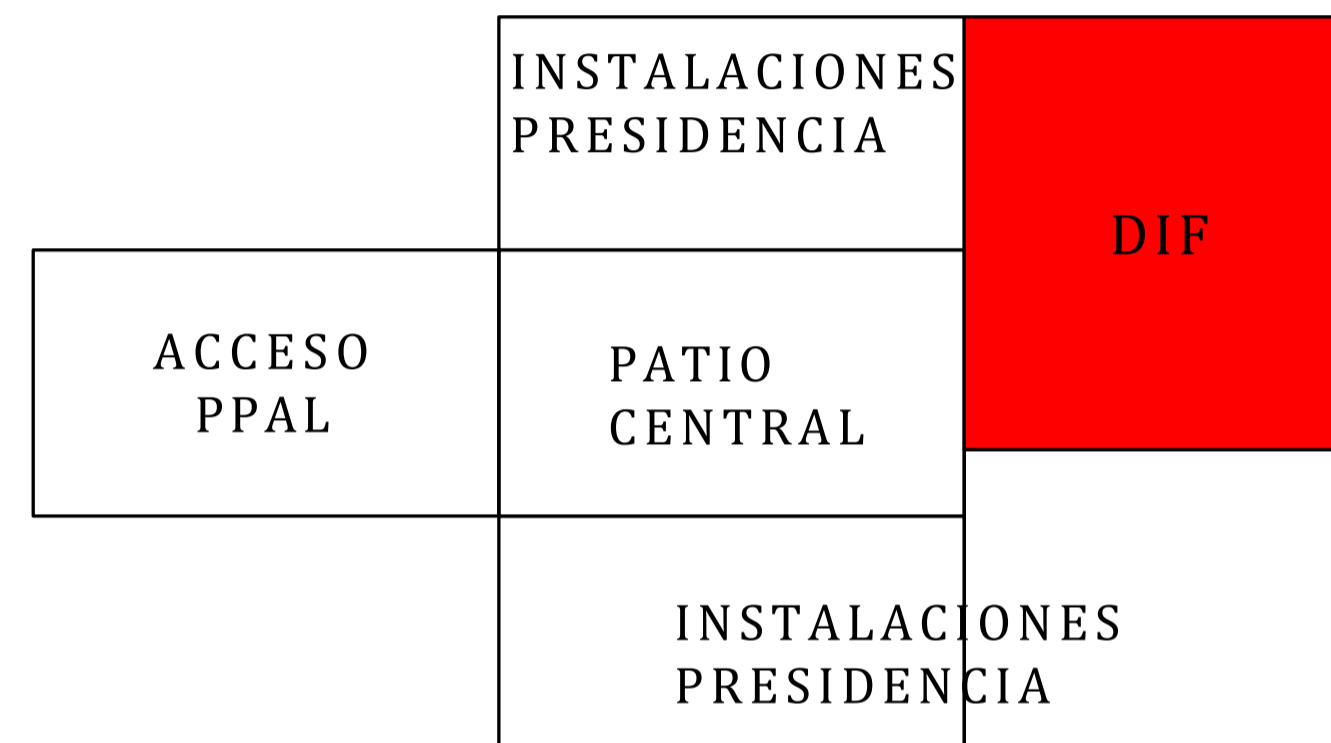 INSTALACIONES
PRESIDENCIA
DIF
ACCESO
PPAL
PATIO
CENTRAL
INSTALACIONES
PRESIDENCIA